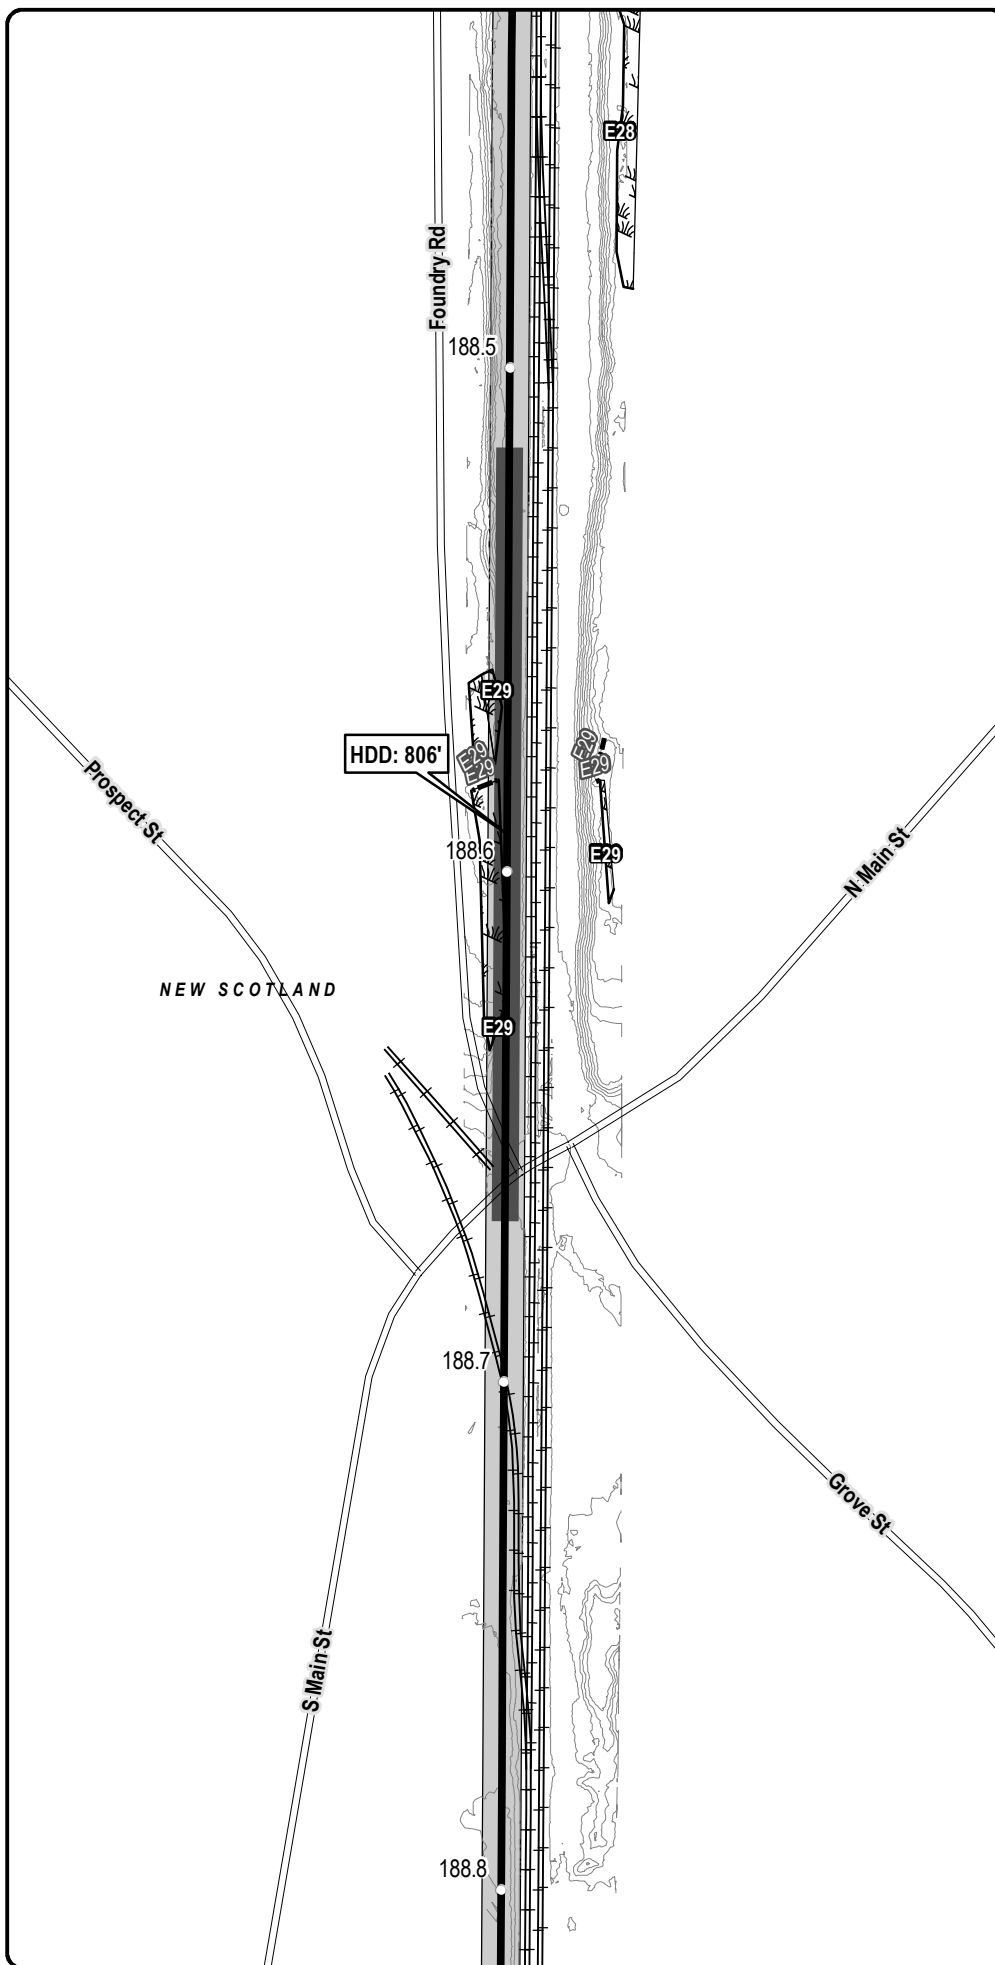 E28
Foundry Rd
188.5
E29
E29
E29
E29
E29
HDD: 806'
Prospect St
188.6
E29
N Main St
NEW SCOTLAND
E29
188.7
Grove St
S Main St
188.8